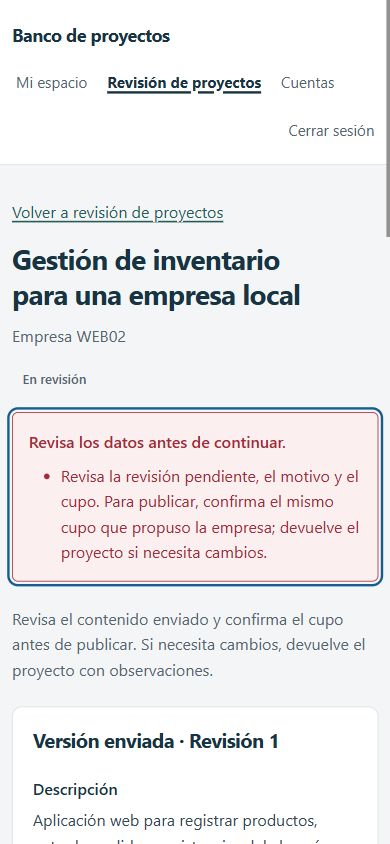 Banco de proyectos
Mi espacio Revisión de proyectos Cuentas
Cerrar sesión
Volver a revisión de proyectos
Gestión de inventario
para una empresa local
Empresa WEB02
En revisión
Revisa los datos antes de continuar.
• Revisa la revisión pendiente, el motivo y el
cupo. Para publicar, confirma el mismo
cupo que propuso la empresa; devuelve el
proyecto si necesita cambios.
Revisa el contenido enviado y confirma el cupo
antes de publicar. Si necesita cambios, devuelve el
proyecto con observaciones.
Versión enviada · Revisión 1
Descripción
Aplicación web para registrar productos,